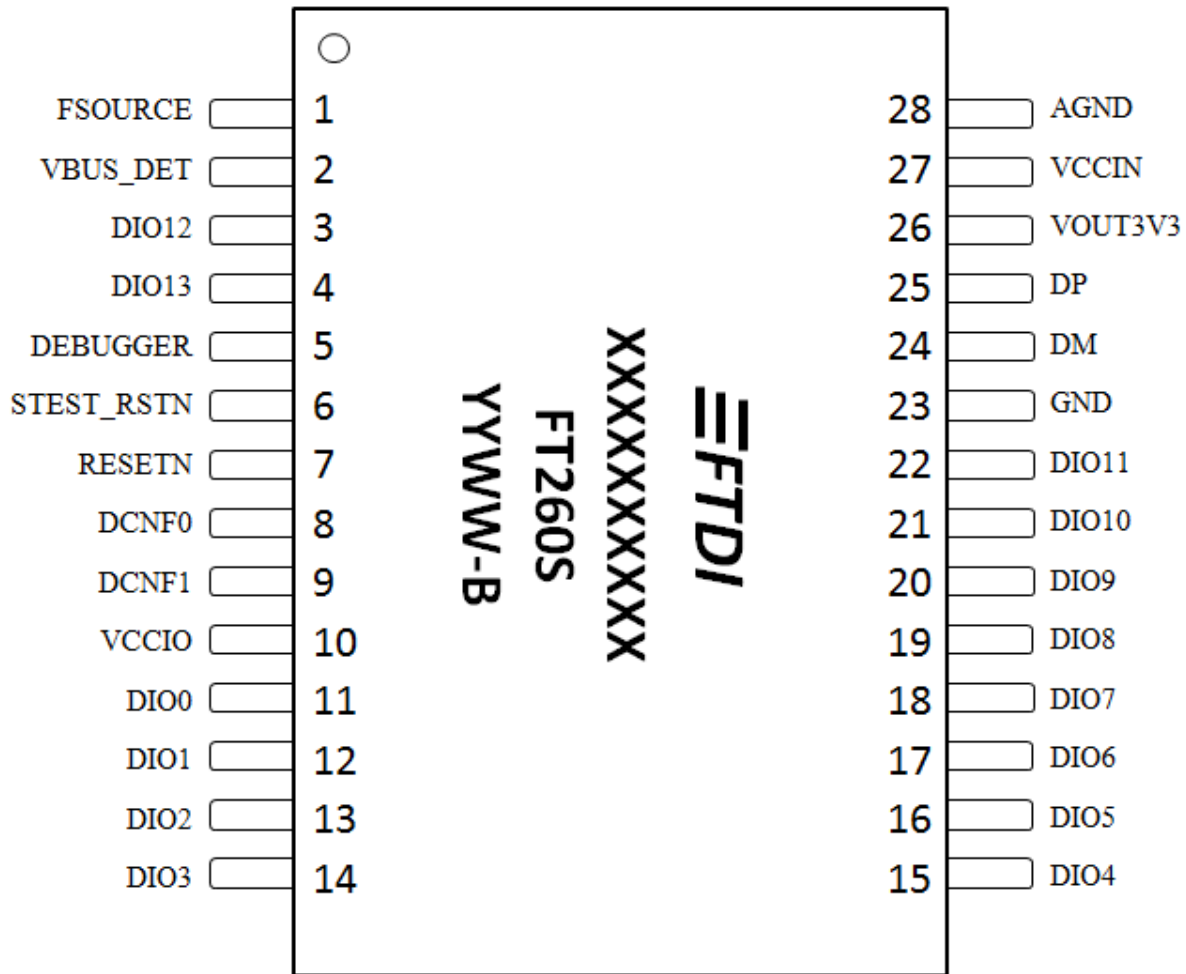 FSOURCE 1 28 AGND
VBUS_DET 2 27 VCCIN
DIO12 3 26 VOUT3V3
DIO13 4 25 DP
DEBUGGER 5 24 DM
STEST_RSTN 6 23 GND
RESETN 7 22 DIO11
DCNF0 8 21 DIO10
DCNF1 9 20 DIO9
VCCIO 10 19 DIO8
DIO0 11 18 DIO7
DIO1 12 17 DIO6
DIO2 13 16 DIO5
DIO3 14 15 DIO4
FTDI
XXXXXXXXXX
FT260S
YYWW-B